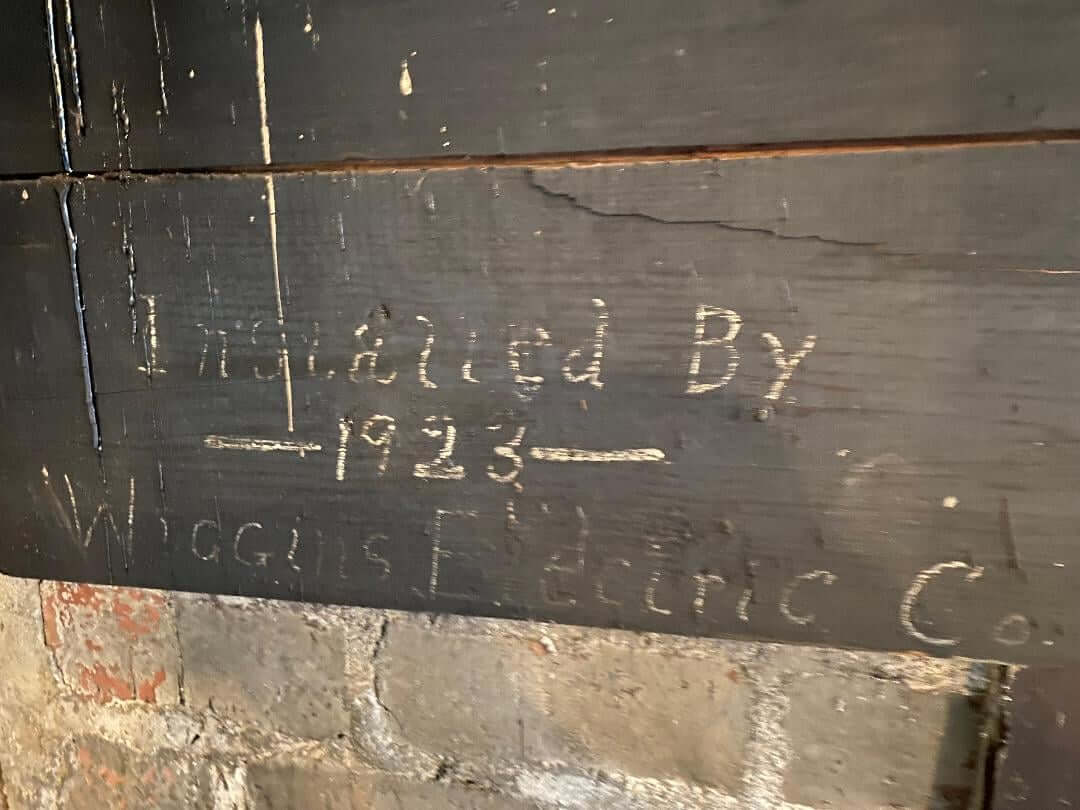 Installed By
— 1923 —
Wiggins Electric Co.